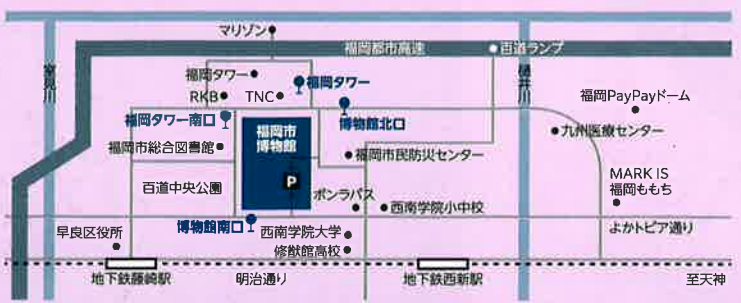 マリゾン
福岡都市高速
百道ランプ
室見川
樋井川
福岡タワー
福岡タワー
RKB
TNC
福岡PayPayドーム
福岡タワー南口
博物館北口
福岡市
博物館
九州医療センター
福岡市総合図書館
福岡市民防災センター
P
百道中央公園
MARK IS
福岡ももち
ボンラパス
西南学院小中校
博物館南口
よかトピア通り
早良区役所
西南学院大学
修猷館高校
地下鉄藤崎駅
明治通り
地下鉄西新駅
至天神